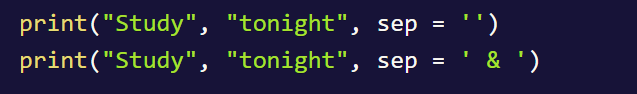 print("Study", "tonight", sep = '')
print("Study", "tonight", sep = ' & ')